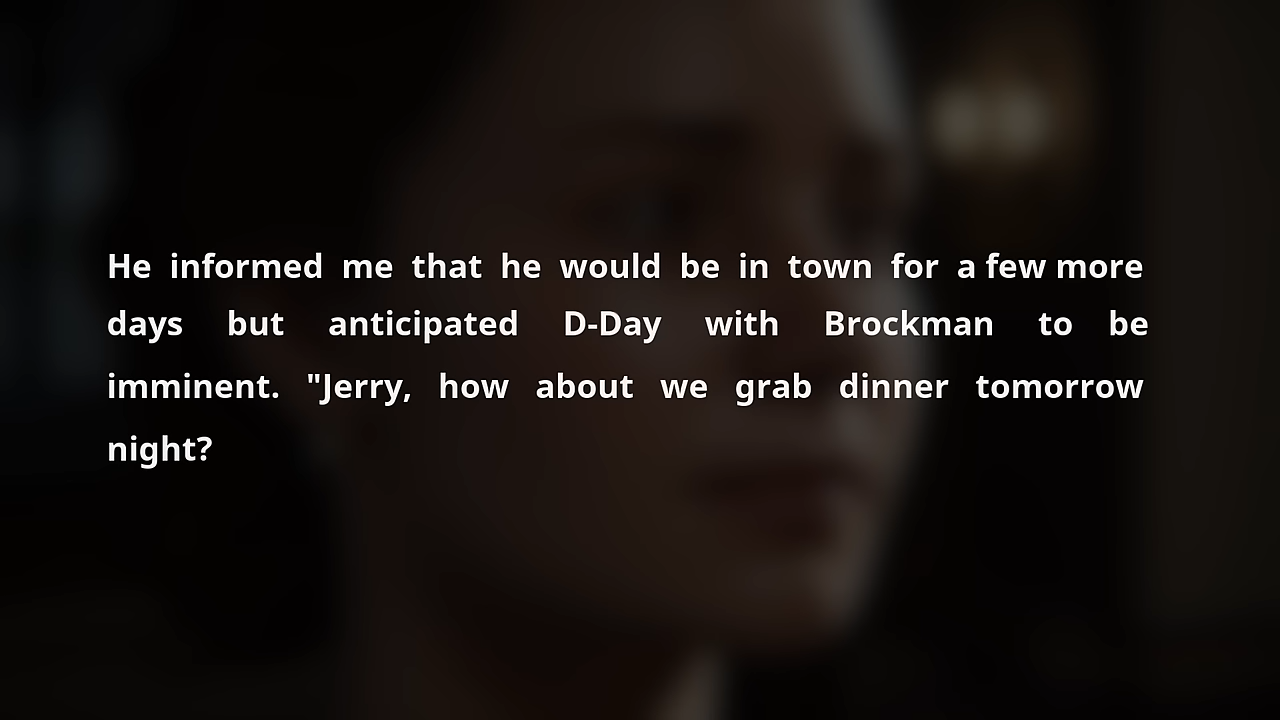 He informed me that he would be in town for a few more
days but anticipated D-Day with Brockman to be
imminent. "Jerry, how about we grab dinner tomorrow
night?